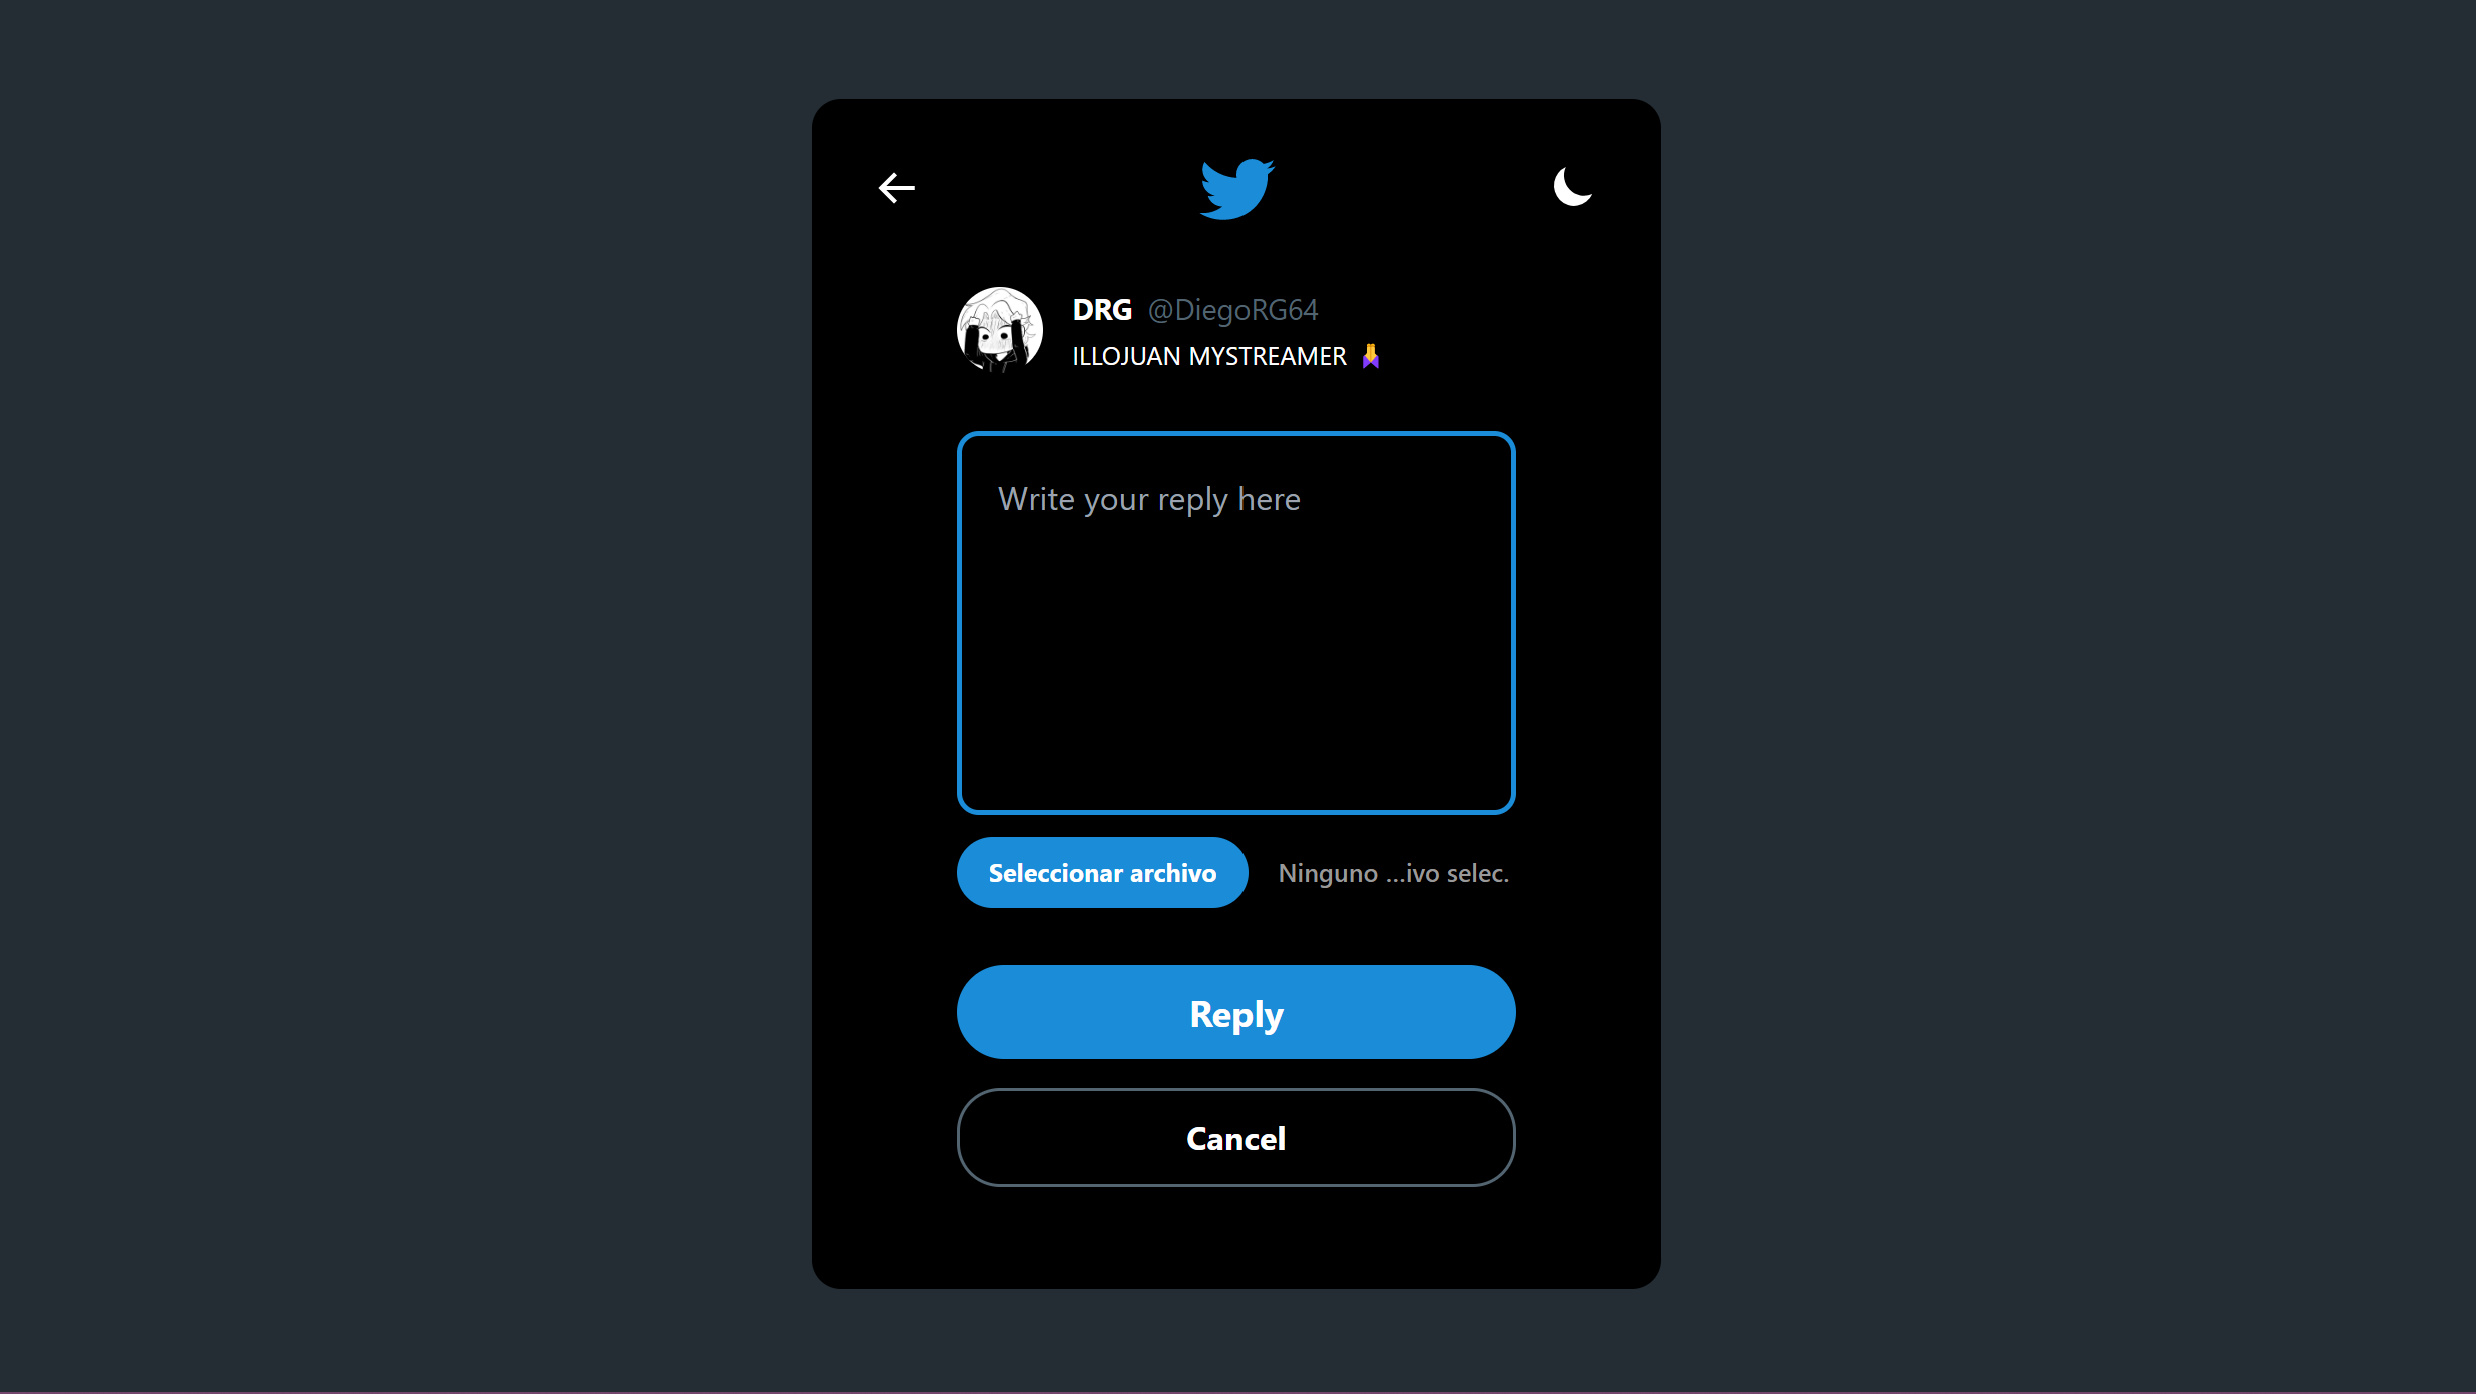 DRG @DiegoRG64
ILLOJUAN MYSTREAMER 🙏
Write your reply here
Seleccionar archivo Ninguno ...ivo selec.
Reply
Cancel